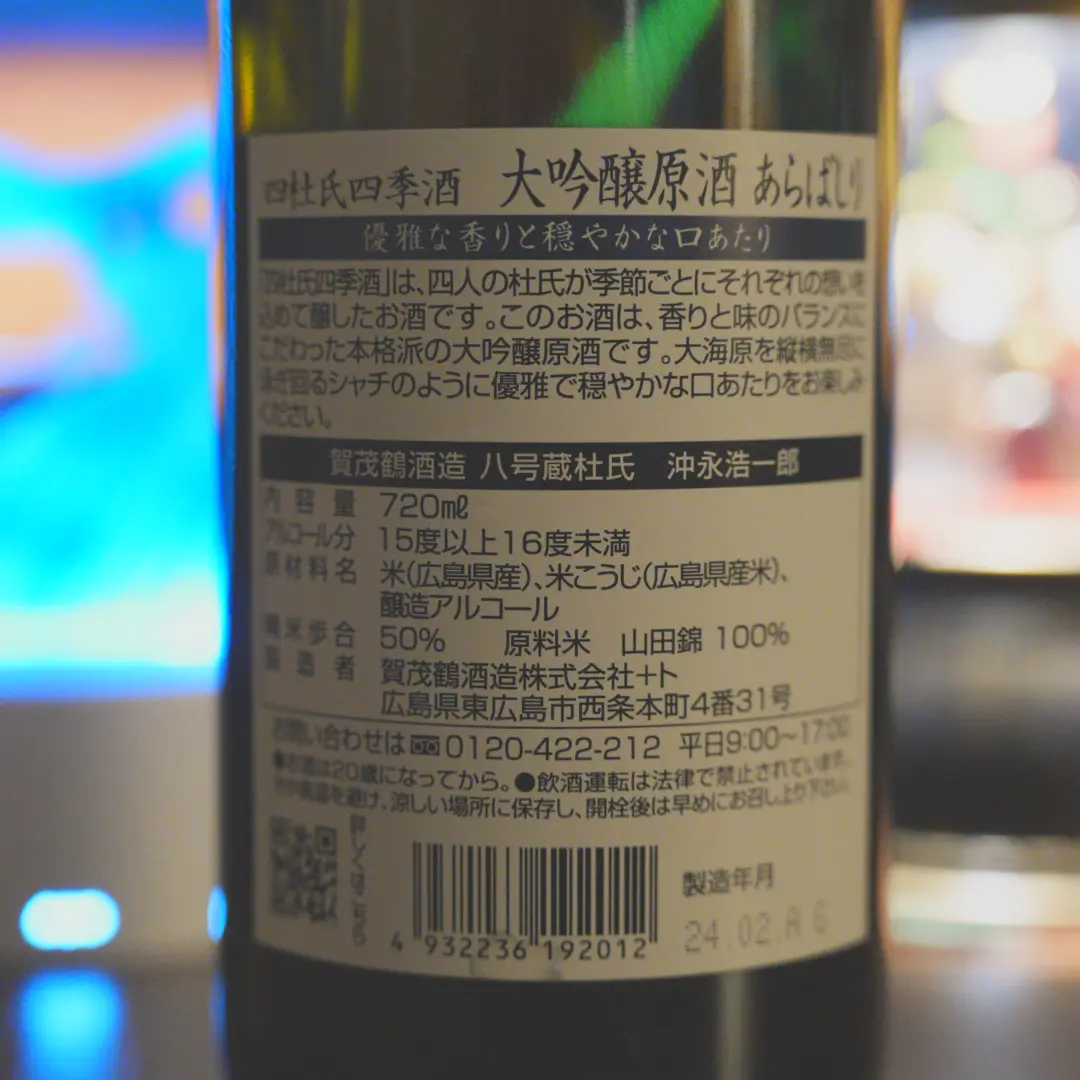 四杜氏四季酒 大吟醸原酒 あらばしり
優雅な香りと穏やかな口あたり
「四杜氏四季酒」は、四人の杜氏が季節ごとにそれぞれの想いを
込めて醸したお酒です。このお酒は、香りと味のバランスに
こだわった本格派の大吟醸原酒です。大海原を縦横無尽に
泳ぎ回るシャチのように優雅で穏やかな口あたりをお楽しみ
ください。
賀茂鶴酒造 八号蔵杜氏 沖永浩一郎
内容量 720㎖
アルコール分 15度以上16度未満
原材料名 米(広島県産)、米こうじ(広島県産米)、
醸造アルコール
精米歩合 50% 原料米 山田錦 100%
製造者 賀茂鶴酒造株式会社+ト
広島県東広島市西条本町4番31号
お問い合わせは 0120-422-212 平日9:00~17:00
●お酒は20歳になってから。●飲酒運転は法律で禁止されています。
高温を避け、涼しい場所に保存し、開栓後は早めにお召し上り下さい。
詳しくはこちら
4 932236 192012
製造年月
24.02.A G